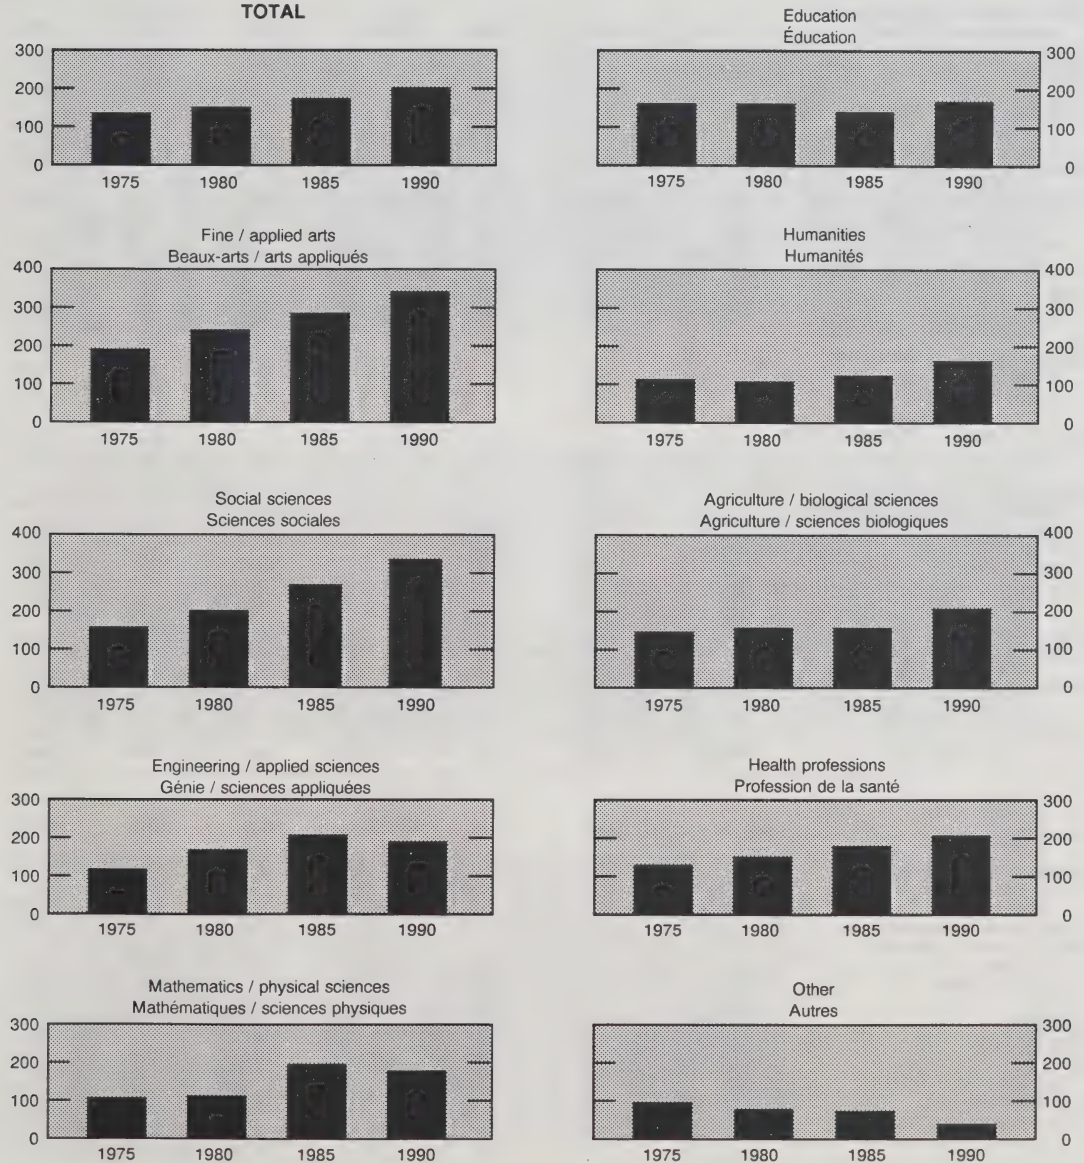 TOTAL
300
200
100
0
1975 1980 1985 1990
Education
Éducation
300
200
100
0
1975 1980 1985 1990
Fine / applied arts
Beaux-arts / arts appliqués
400
300
200
100
0
1975 1980 1985 1990
Humanities
Humanités
400
300
200
100
0
1975 1980 1985 1990
Social sciences
Sciences sociales
400
300
200
100
0
1975 1980 1985 1990
Agriculture / biological sciences
Agriculture / sciences biologiques
400
300
200
100
0
1975 1980 1985 1990
Engineering / applied sciences
Génie / sciences appliquées
300
200
100
0
1975 1980 1985 1990
Health professions
Profession de la santé
300
200
100
0
1975 1980 1985 1990
Mathematics / physical sciences
Mathématiques / sciences physiques
300
200
100
0
1975 1980 1985 1990
Other
Autres
300
200
100
0
1975 1980 1985 1990